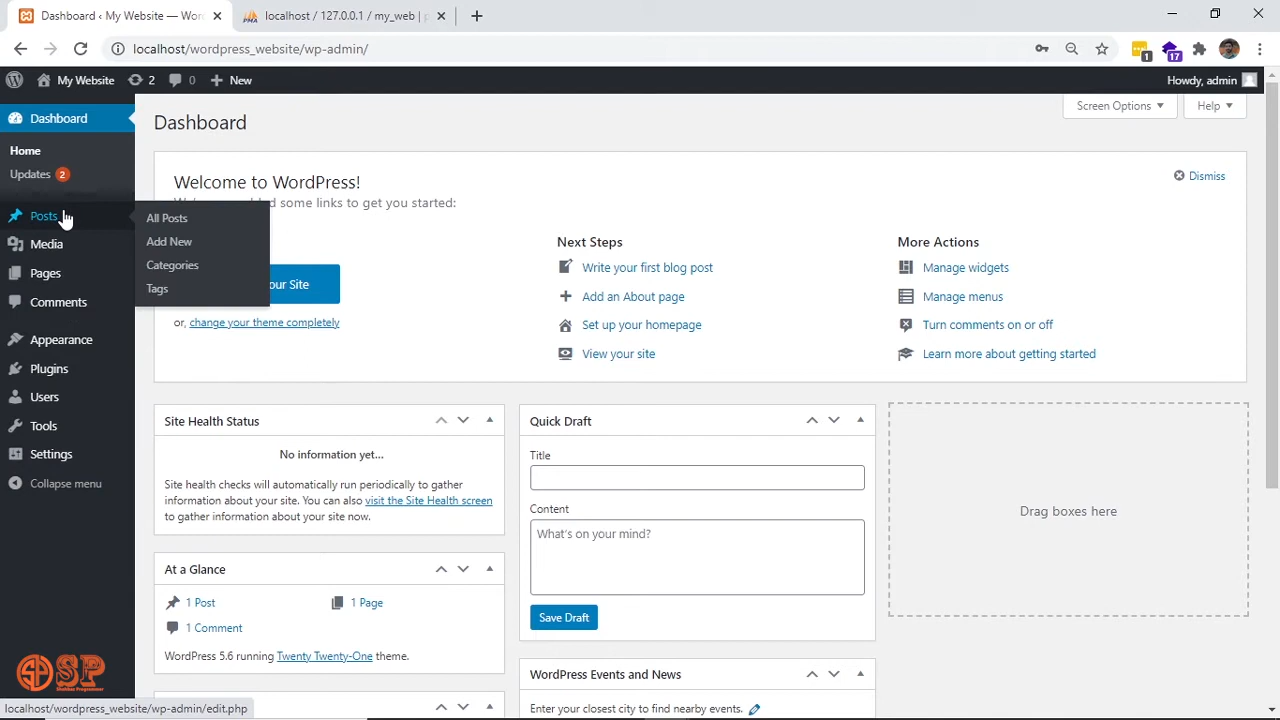 Dashboard ‹ My Website — Wor
localhost / 127.0.0.1 / my_web | p
localhost/wordpress_website/wp-admin/
1
17
My Website
2
0
New
Howdy, admin
Dashboard
Home
Updates 2
Posts
Media
Pages
Comments
Appearance
Plugins
Users
Tools
Settings
Collapse menu
All Posts
Add New
Categories
Tags
Dashboard
Screen Options
Help
Welcome to WordPress!
some links to get you started:
Dismiss
our Site
or, change your theme completely
Next Steps
Write your first blog post
Add an About page
Set up your homepage
View your site
More Actions
Manage widgets
Manage menus
Turn comments on or off
Learn more about getting started
Site Health Status
No information yet…
Site health checks will automatically run periodically to gather
information about your site. You can also visit the Site Health screen
to gather information about your site now.
At a Glance
1 Post
1 Page
1 Comment
WordPress 5.6 running Twenty Twenty-One theme.
Quick Draft
Title
Content
What's on your mind?
Save Draft
WordPress Events and News
Enter your closest city to find nearby events.
Drag boxes here
SP
localhost/wordpress_website/wp-admin/edit.php